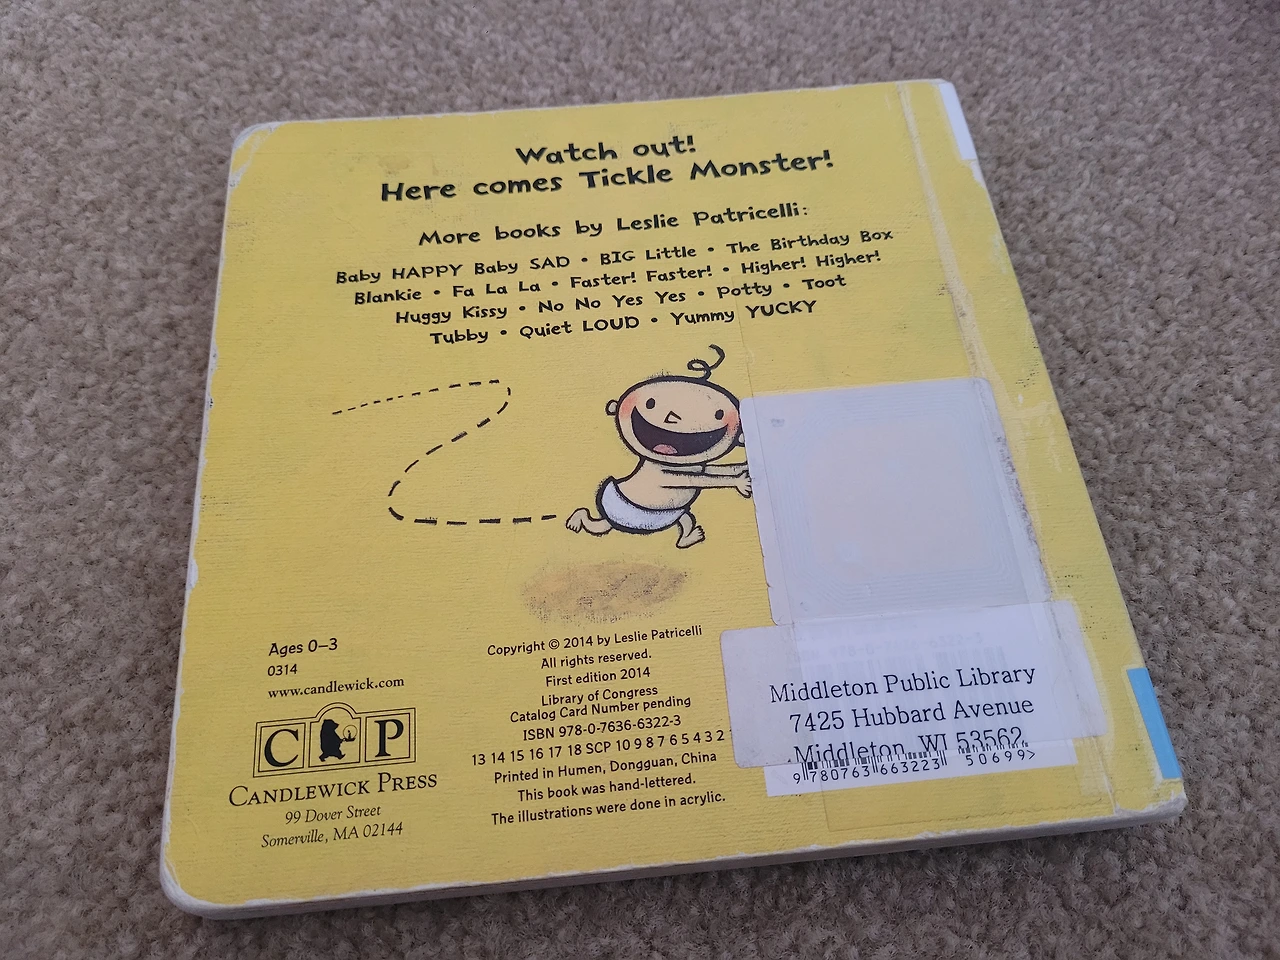 Watch out!
Here comes Tickle Monster!
More books by Leslie Patricelli:
Baby HAPPY Baby SAD • BIG Little • The Birthday Box
Blankie • Fa La La • Faster! Faster! • Higher! Higher!
Huggy Kissy • No No Yes Yes • Potty • Toot
Tubby • Quiet LOUD • Yummy YUCKY
Ages 0–3
0314
www.candlewick.com
C P
CANDLEWICK PRESS
99 Dover Street
Somerville, MA 02144
Copyright © 2014 by Leslie Patricelli
All rights reserved.
First edition 2014
Library of Congress
Catalog Card Number pending
ISBN 978-0-7636-6322-3
13 14 15 16 17 18 SCP 10 9 8 7 6 5 4 3 2
Printed in Humen, Dongguan, China
This book was hand-lettered.
The illustrations were done in acrylic.
Middleton Public Library
7425 Hubbard Avenue
Middleton, WI 53562
9 780763 663223 50699>